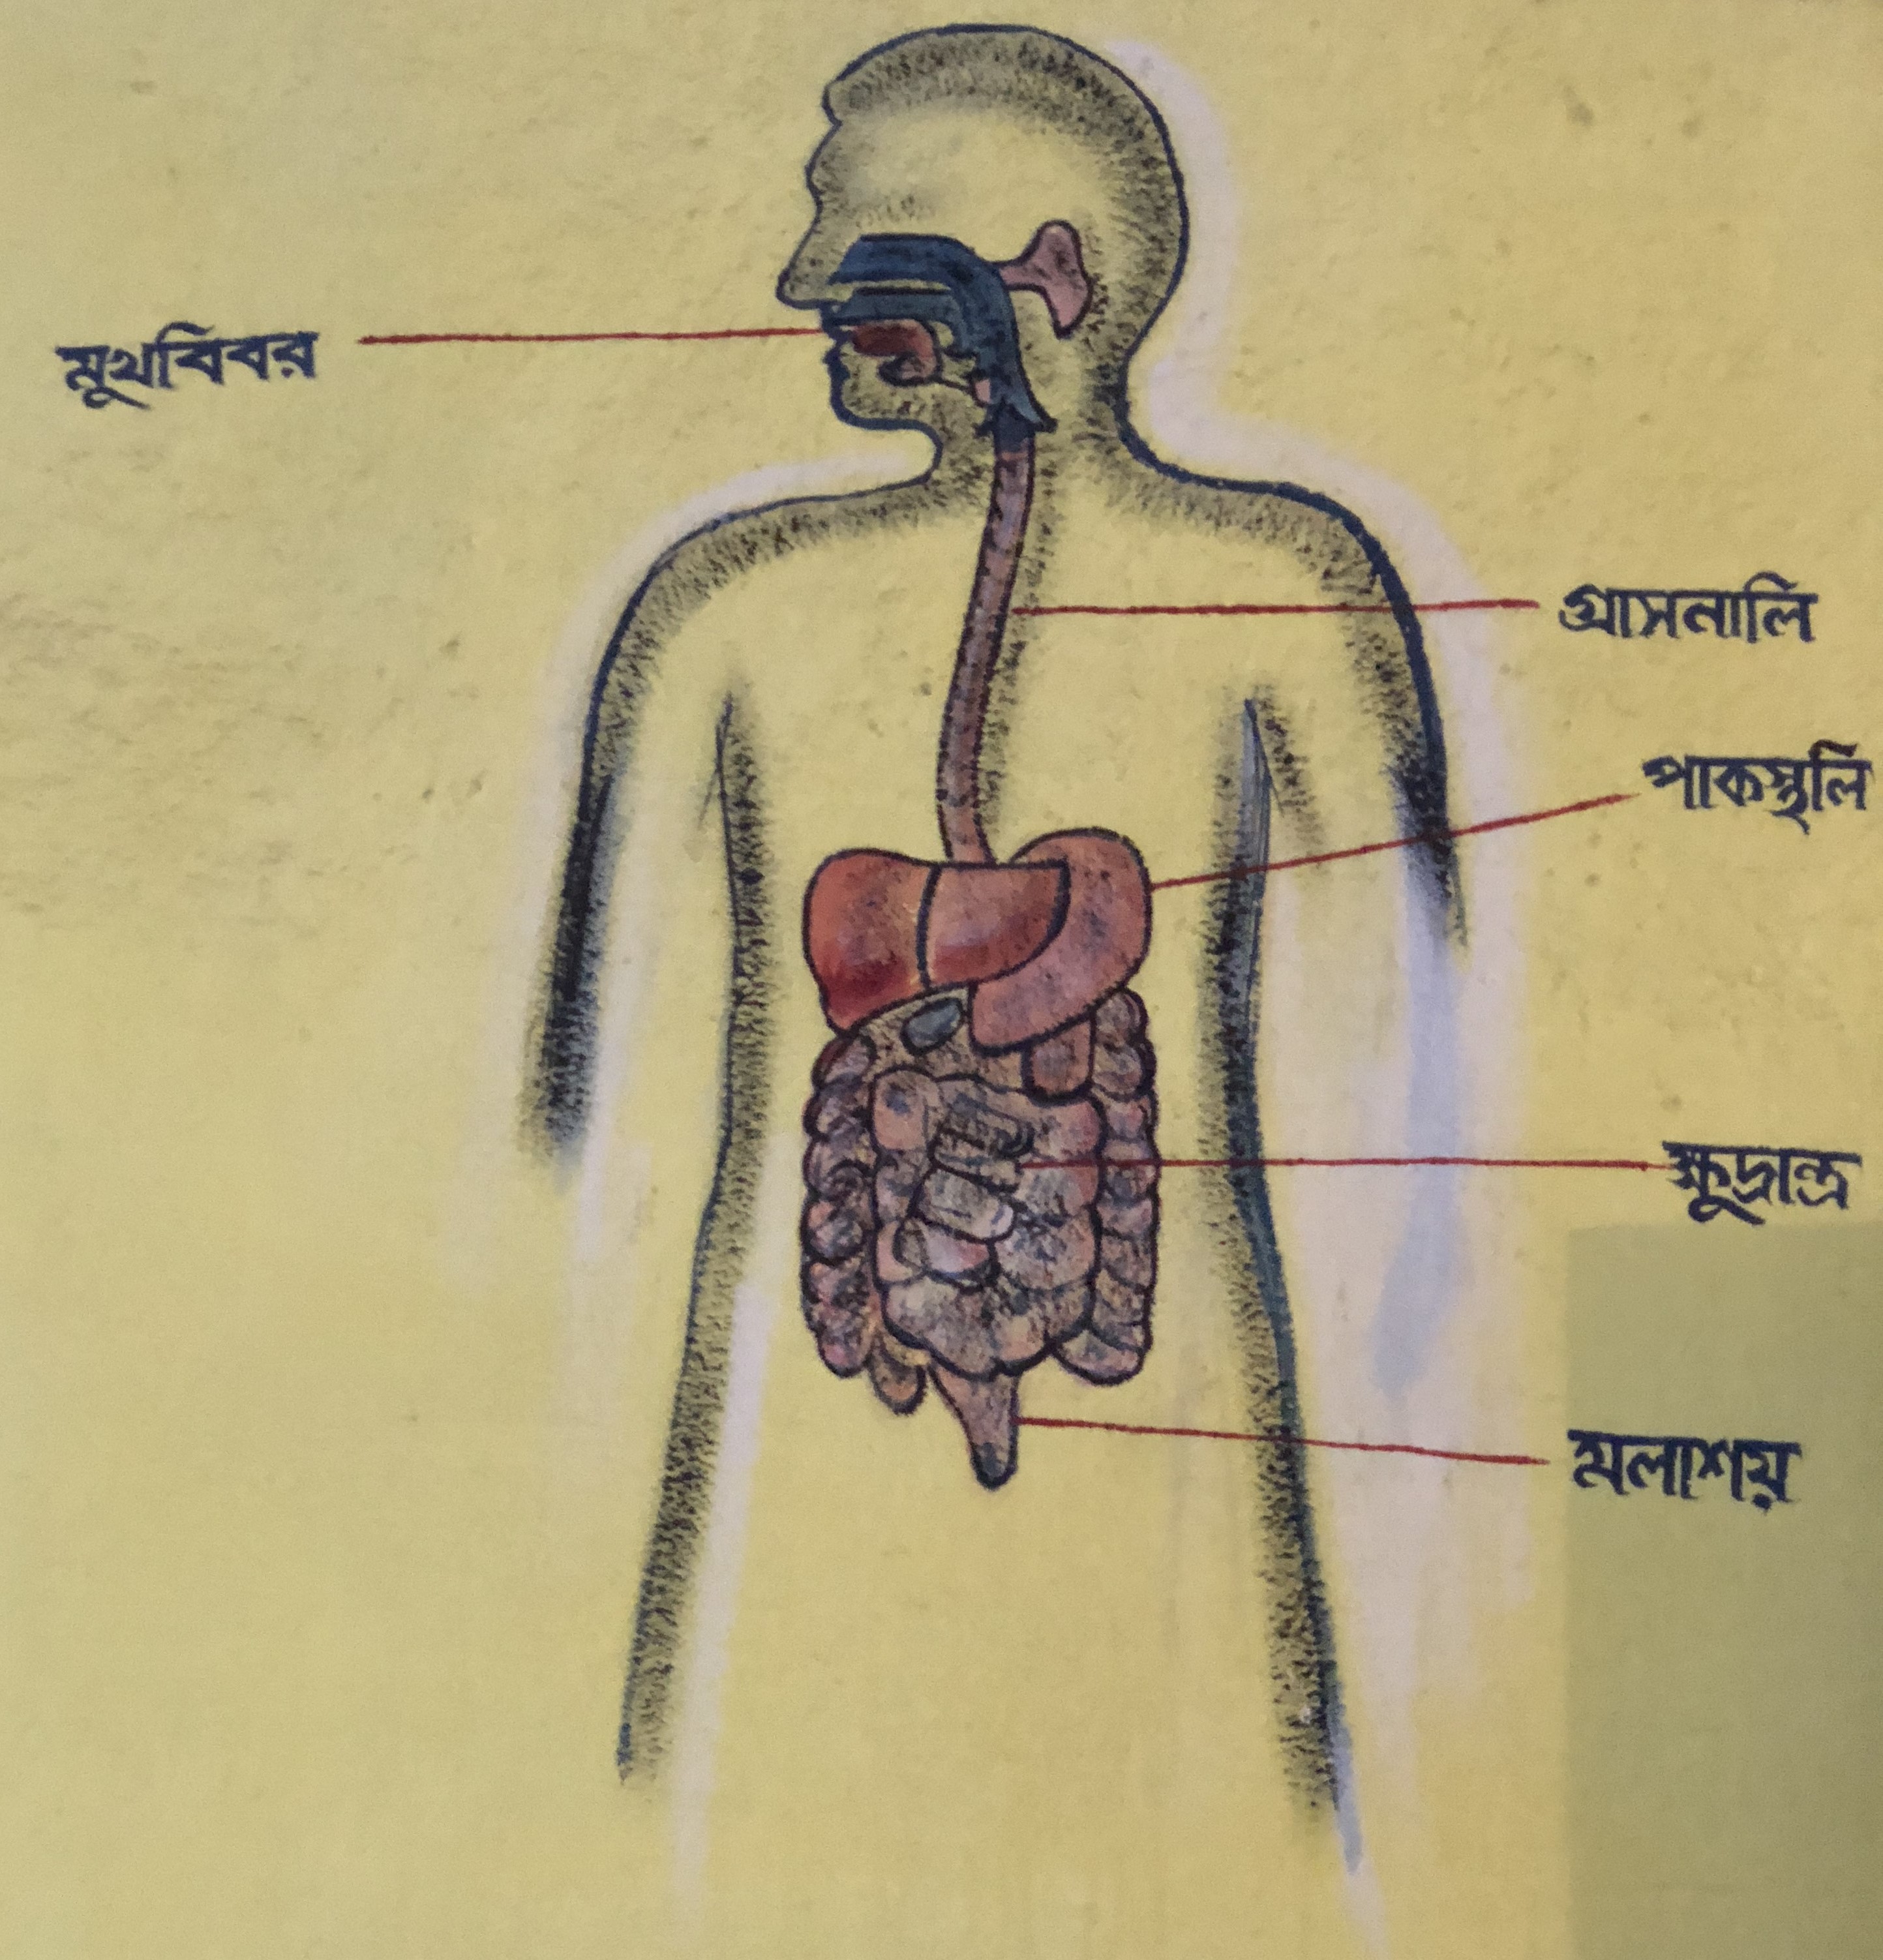 মুখবিবর
গ্রাসনালি
পাকস্থলি
ক্ষুদ্রান্ত্র
মলাশয়